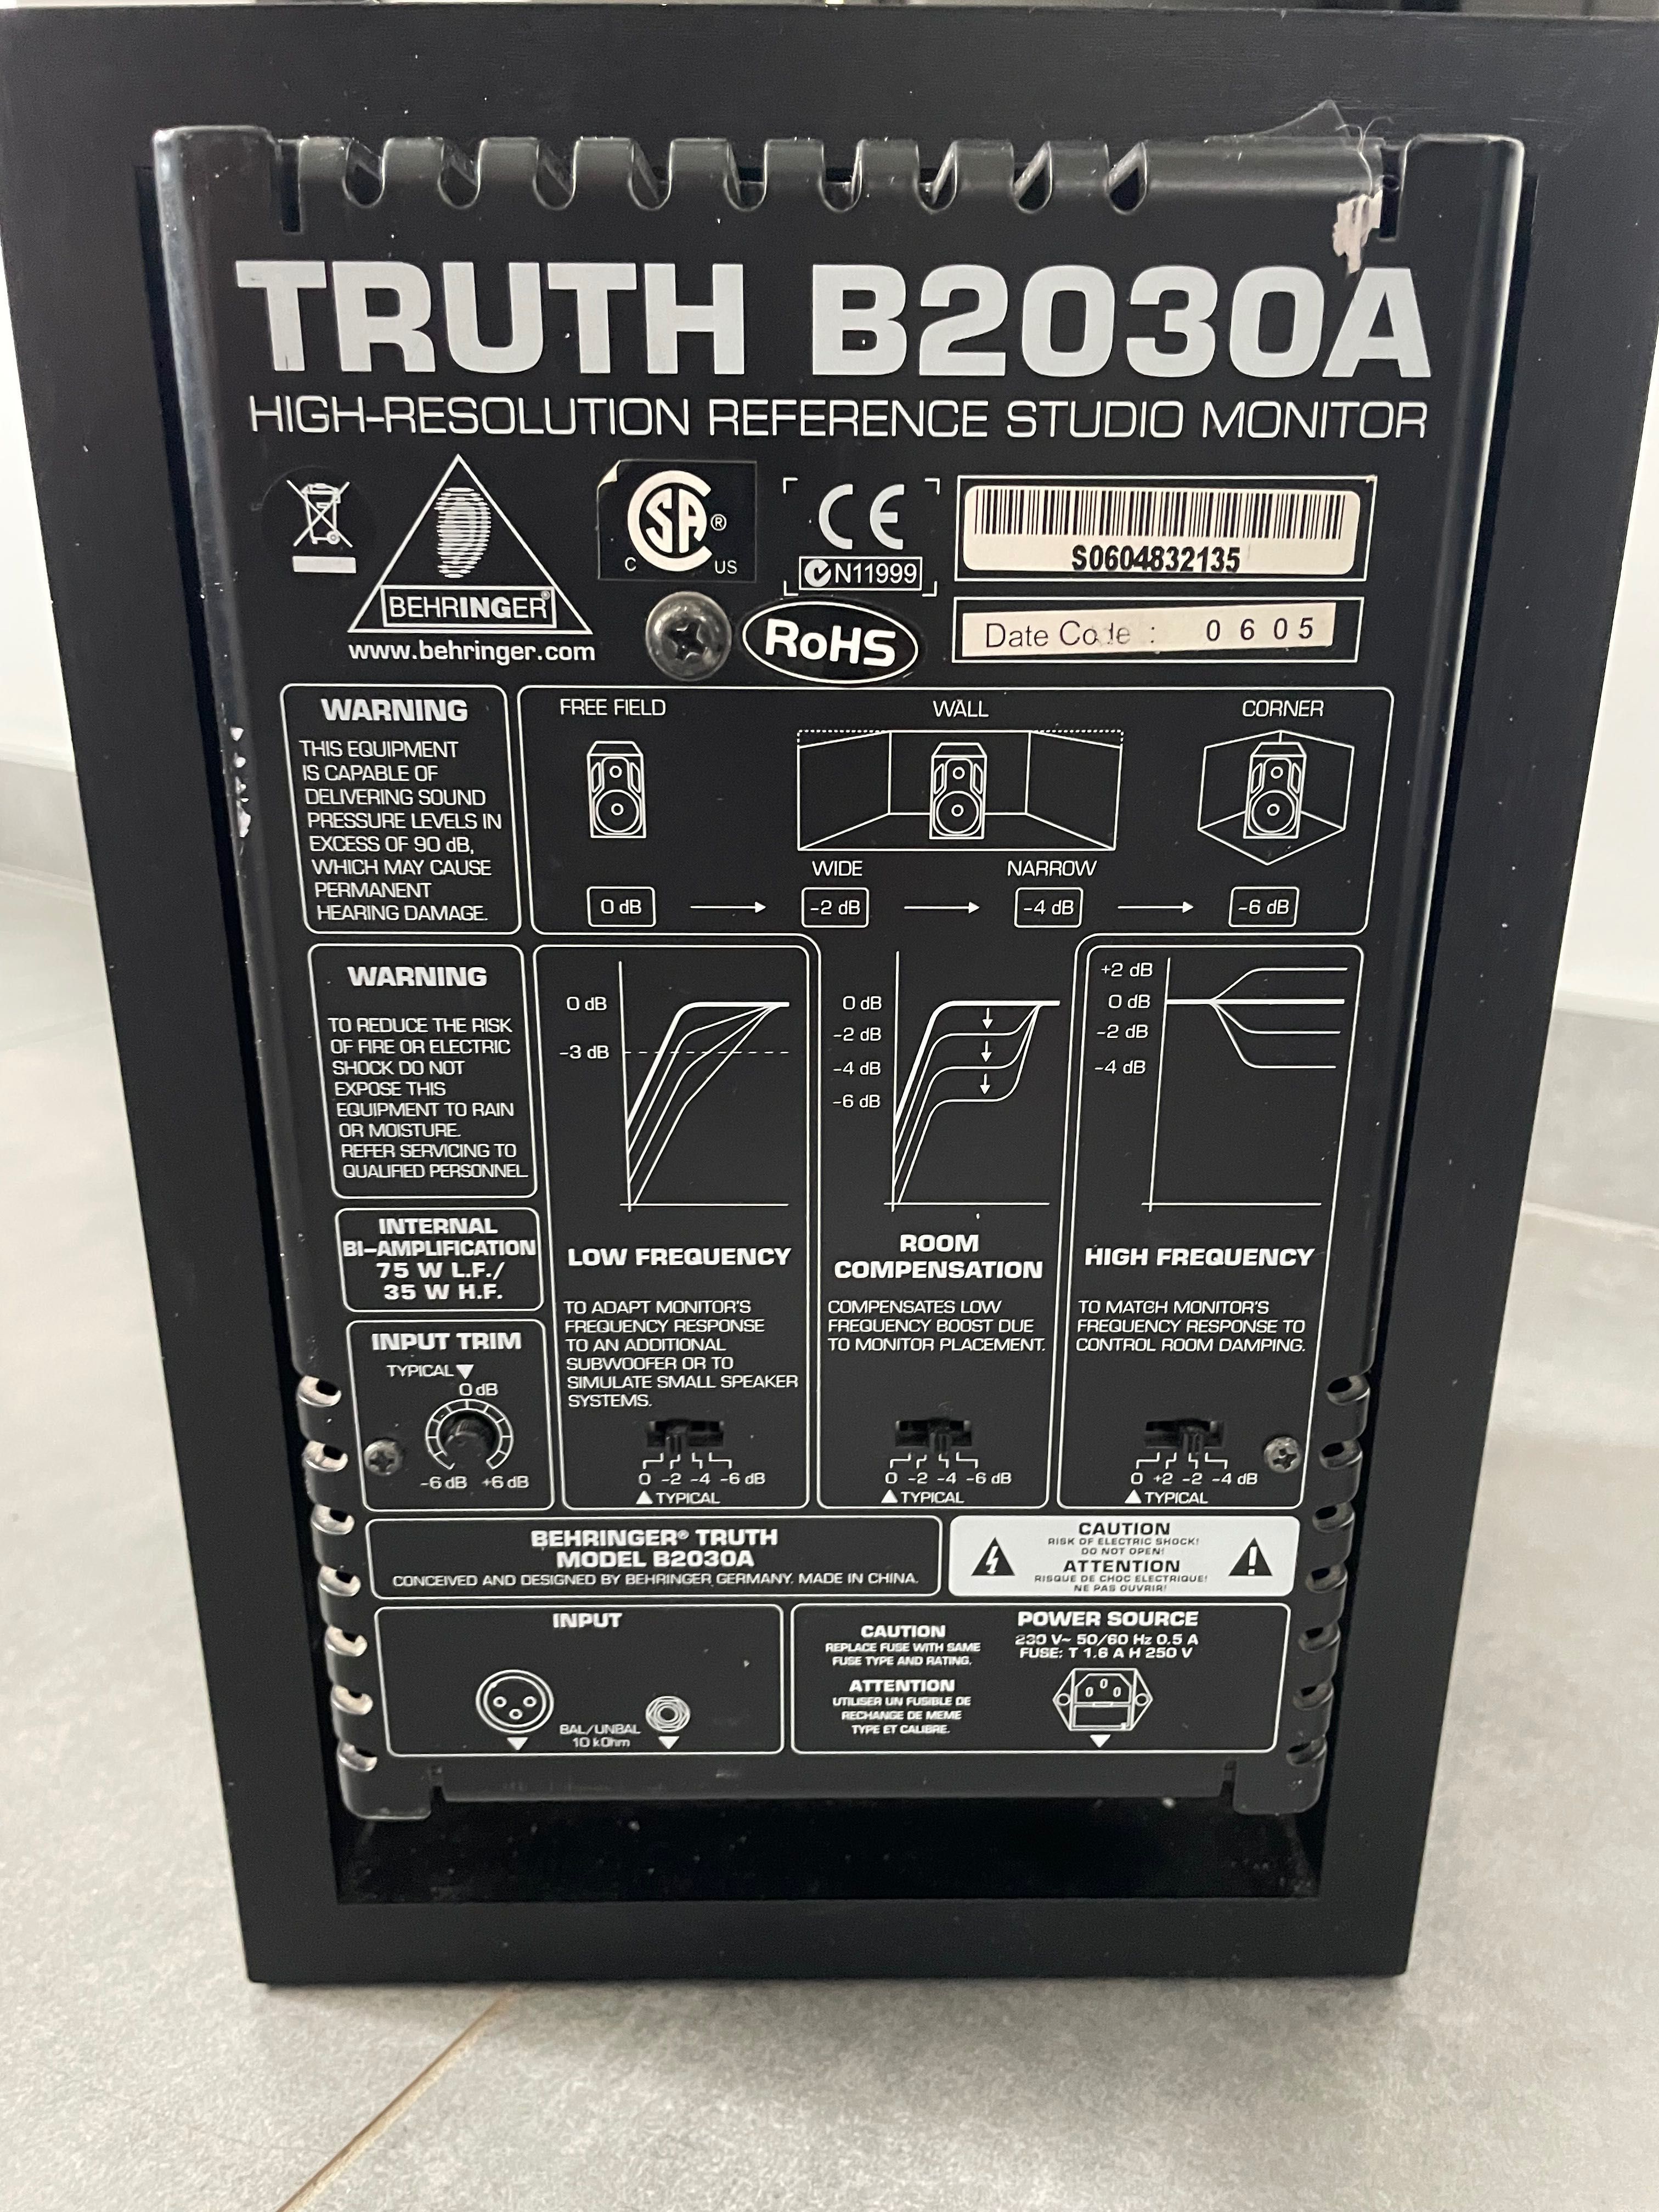 TRUTH B2030A
HIGH-RESOLUTION REFERENCE STUDIO MONITOR
BEHRINGER®
www.behringer.com
CSA®
C US
CE
N11999
RoHS
S0604832135
Date Code : 0605
WARNING
THIS EQUIPMENT
IS CAPABLE OF
DELIVERING SOUND
PRESSURE LEVELS IN
EXCESS OF 90 dB,
WHICH MAY CAUSE
PERMANENT
HEARING DAMAGE.
FREE FIELD
WALL
CORNER
WIDE
NARROW
0 dB
-2 dB
-4 dB
-6 dB
WARNING
TO REDUCE THE RISK
OF FIRE OR ELECTRIC
SHOCK DO NOT
EXPOSE THIS
EQUIPMENT TO RAIN
OR MOISTURE.
REFER SERVICING TO
QUALIFIED PERSONNEL
INTERNAL
BI-AMPLIFICATION
75 W L.F./
35 W H.F.
INPUT TRIM
TYPICAL
0 dB
-6 dB +6 dB
0 dB
-3 dB
LOW FREQUENCY
TO ADAPT MONITOR'S
FREQUENCY RESPONSE
TO AN ADDITIONAL
SUBWOOFER OR TO
SIMULATE SMALL SPEAKER
SYSTEMS.
0 -2 -4 -6 dB
TYPICAL
0 dB
-2 dB
-4 dB
-6 dB
ROOM
COMPENSATION
COMPENSATES LOW
FREQUENCY BOOST DUE
TO MONITOR PLACEMENT.
0 -2 -4 -6 dB
TYPICAL
+2 dB
0 dB
-2 dB
-4 dB
HIGH FREQUENCY
TO MATCH MONITOR'S
FREQUENCY RESPONSE TO
CONTROL ROOM DAMPING.
0 +2 -2 -4 dB
TYPICAL
BEHRINGER® TRUTH
MODEL B2030A
CONCEIVED AND DESIGNED BY BEHRINGER GERMANY. MADE IN CHINA.
CAUTION
RISK OF ELECTRIC SHOCK!
DO NOT OPEN!
ATTENTION
RISQUE DE CHOC ELECTRIQUE!
NE PAS OUVRIR!
INPUT
BAL/UNBAL
10 kOhm
CAUTION
REPLACE FUSE WITH SAME
FUSE TYPE AND RATING.
ATTENTION
UTILISER UN FUSIBLE DE
RECHANGE DE MEME
TYPE ET CALIBRE.
POWER SOURCE
230 V~ 50/60 Hz 0.5 A
FUSE: T 1.6 A H 250 V